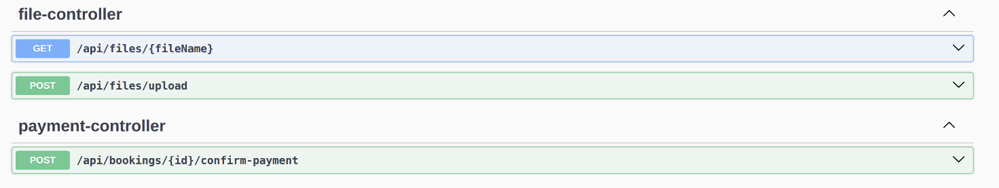 file-controller
GET /api/files/{fileName}
POST /api/files/upload
payment-controller
POST /api/bookings/{id}/confirm-payment